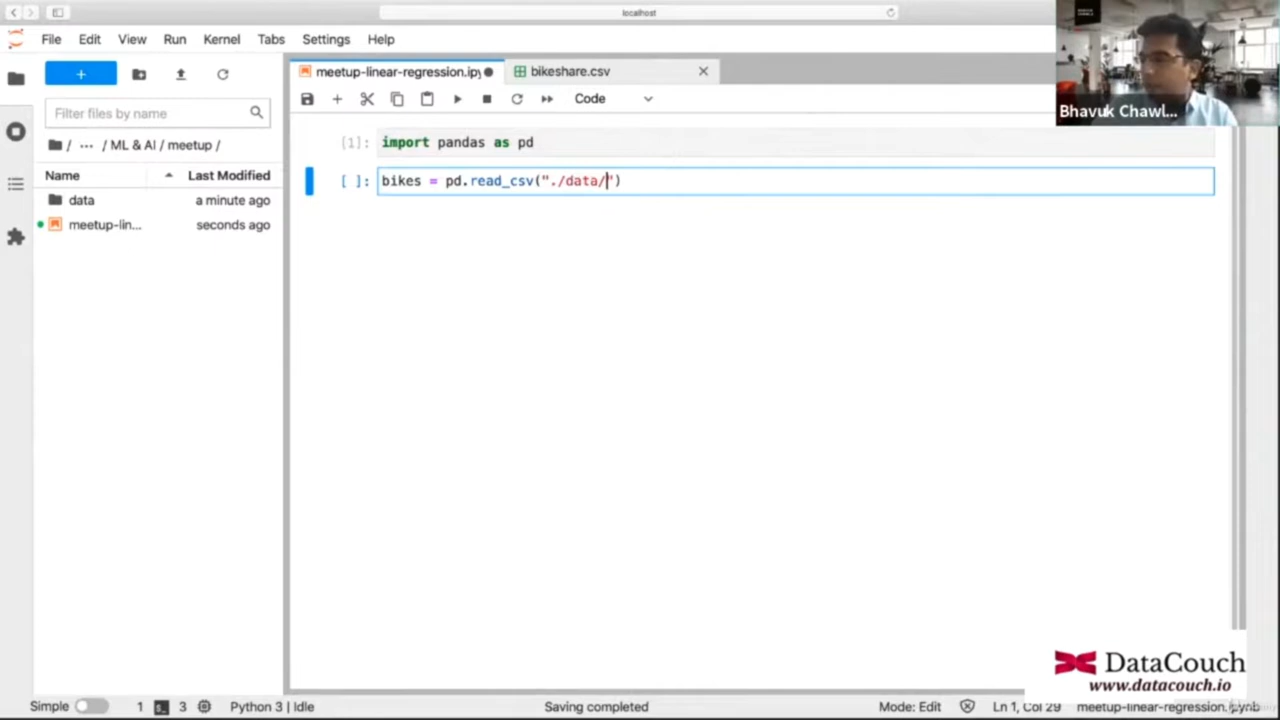 localhost
File Edit View Run Kernel Tabs Settings Help
meetup-linear-regression.ipy
bikeshare.csv
Filter files by name
Code
/ ··· / ML & AI / meetup /
Name Last Modified
data a minute ago
meetup-lin... seconds ago
[1]: import pandas as pd
[ ]: bikes = pd.read_csv("./data/")
Bhavuk Chawl...
DataCouch
www.datacouch.io
Simple 1 3 Python 3 | Idle Saving completed Mode: Edit Ln 1, Col 29 meetup-linear-regression.ipynb